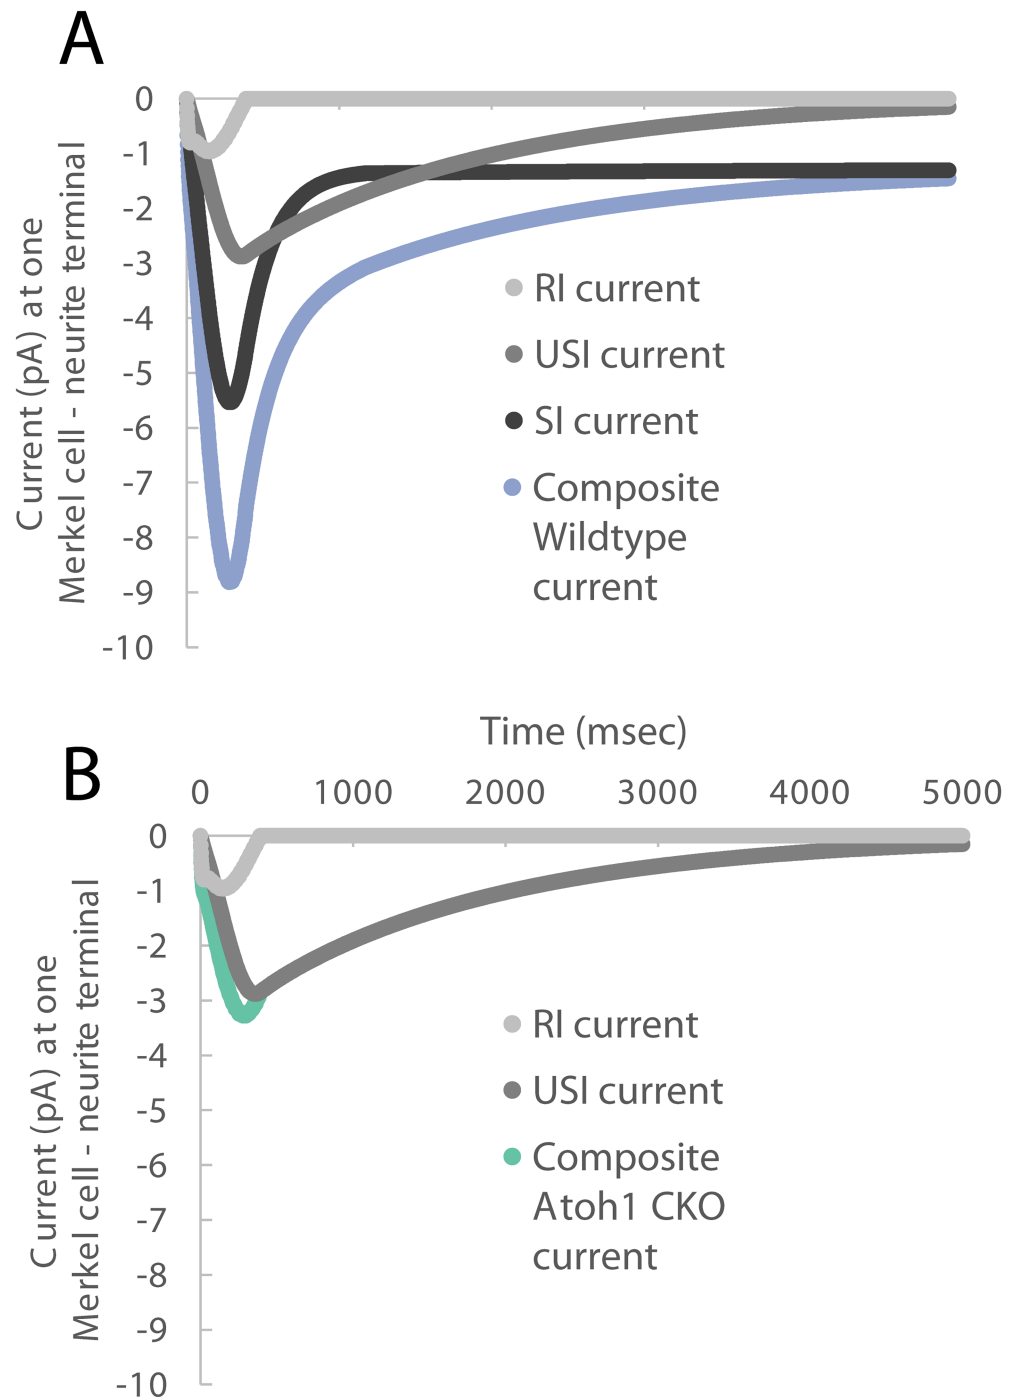 A
0
-1
-2
-3
-4
-5
-6
-7
-8
-9
-10
Current (pA) at one
Merkel cell - neurite terminal
RI current
USI current
SI current
Composite
Wildtype
current
Time (msec)
B
0 1000 2000 3000 4000 5000
0
-1
-2
-3
-4
-5
-6
-7
-8
-9
-10
Current (pA) at one
Merkel cell - neurite terminal
RI current
USI current
Composite
Atoh1 CKO
current